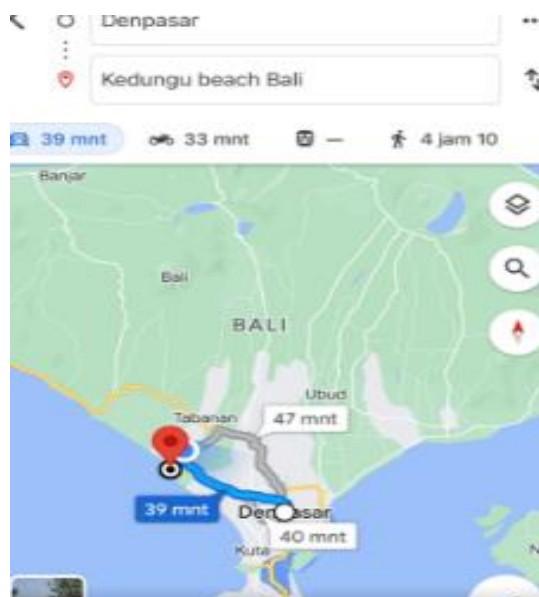 Denpasar
Kedungu beach Bali
39 mnt
33 mnt
—
4 jam 10
Banjar
Bali
BALI
Ubud
Tabanan
47 mnt
39 mnt
Denpasar
40 mnt
Kuta
N